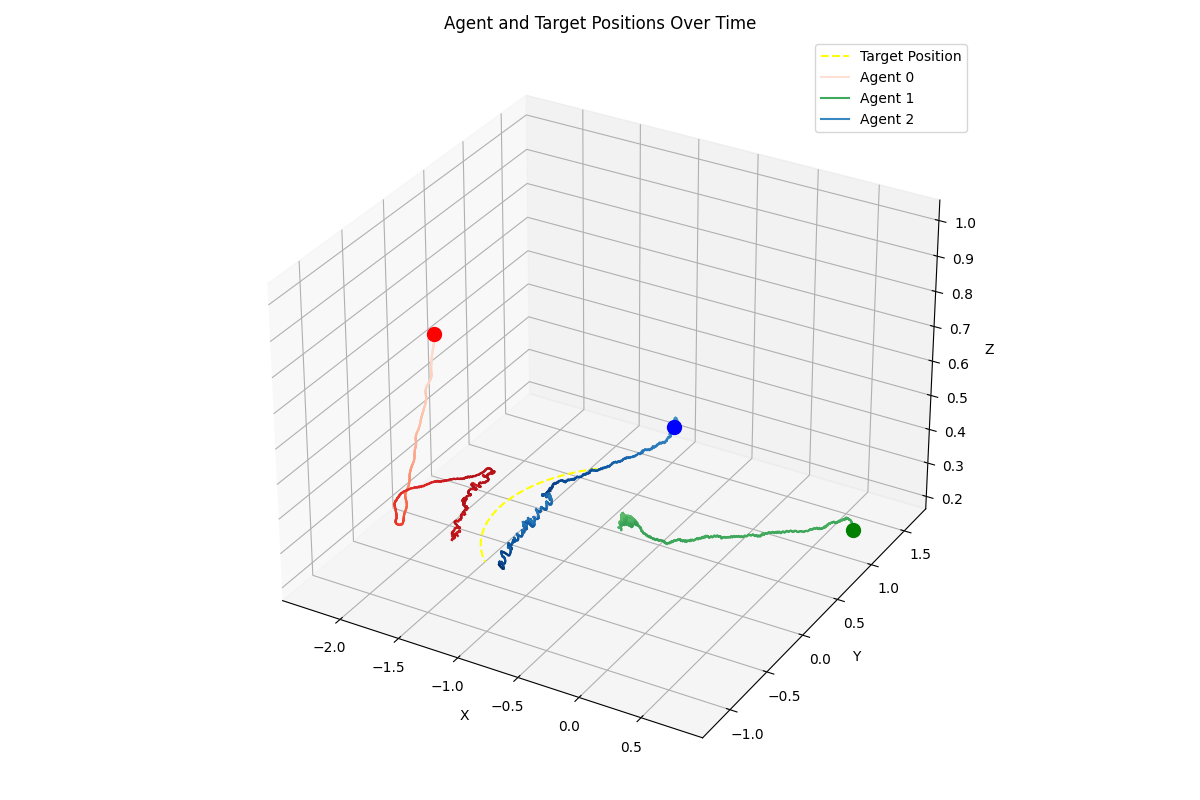 Agent and Target Positions Over Time
Target Position
Agent 0
Agent 1
Agent 2
1.0
0.9
0.8
0.7
Z
0.6
0.5
0.4
0.3
0.2
1.5
1.0
0.5
0.0
Y
−0.5
−1.0
−2.0
−1.5
−1.0
−0.5
0.0
0.5
X